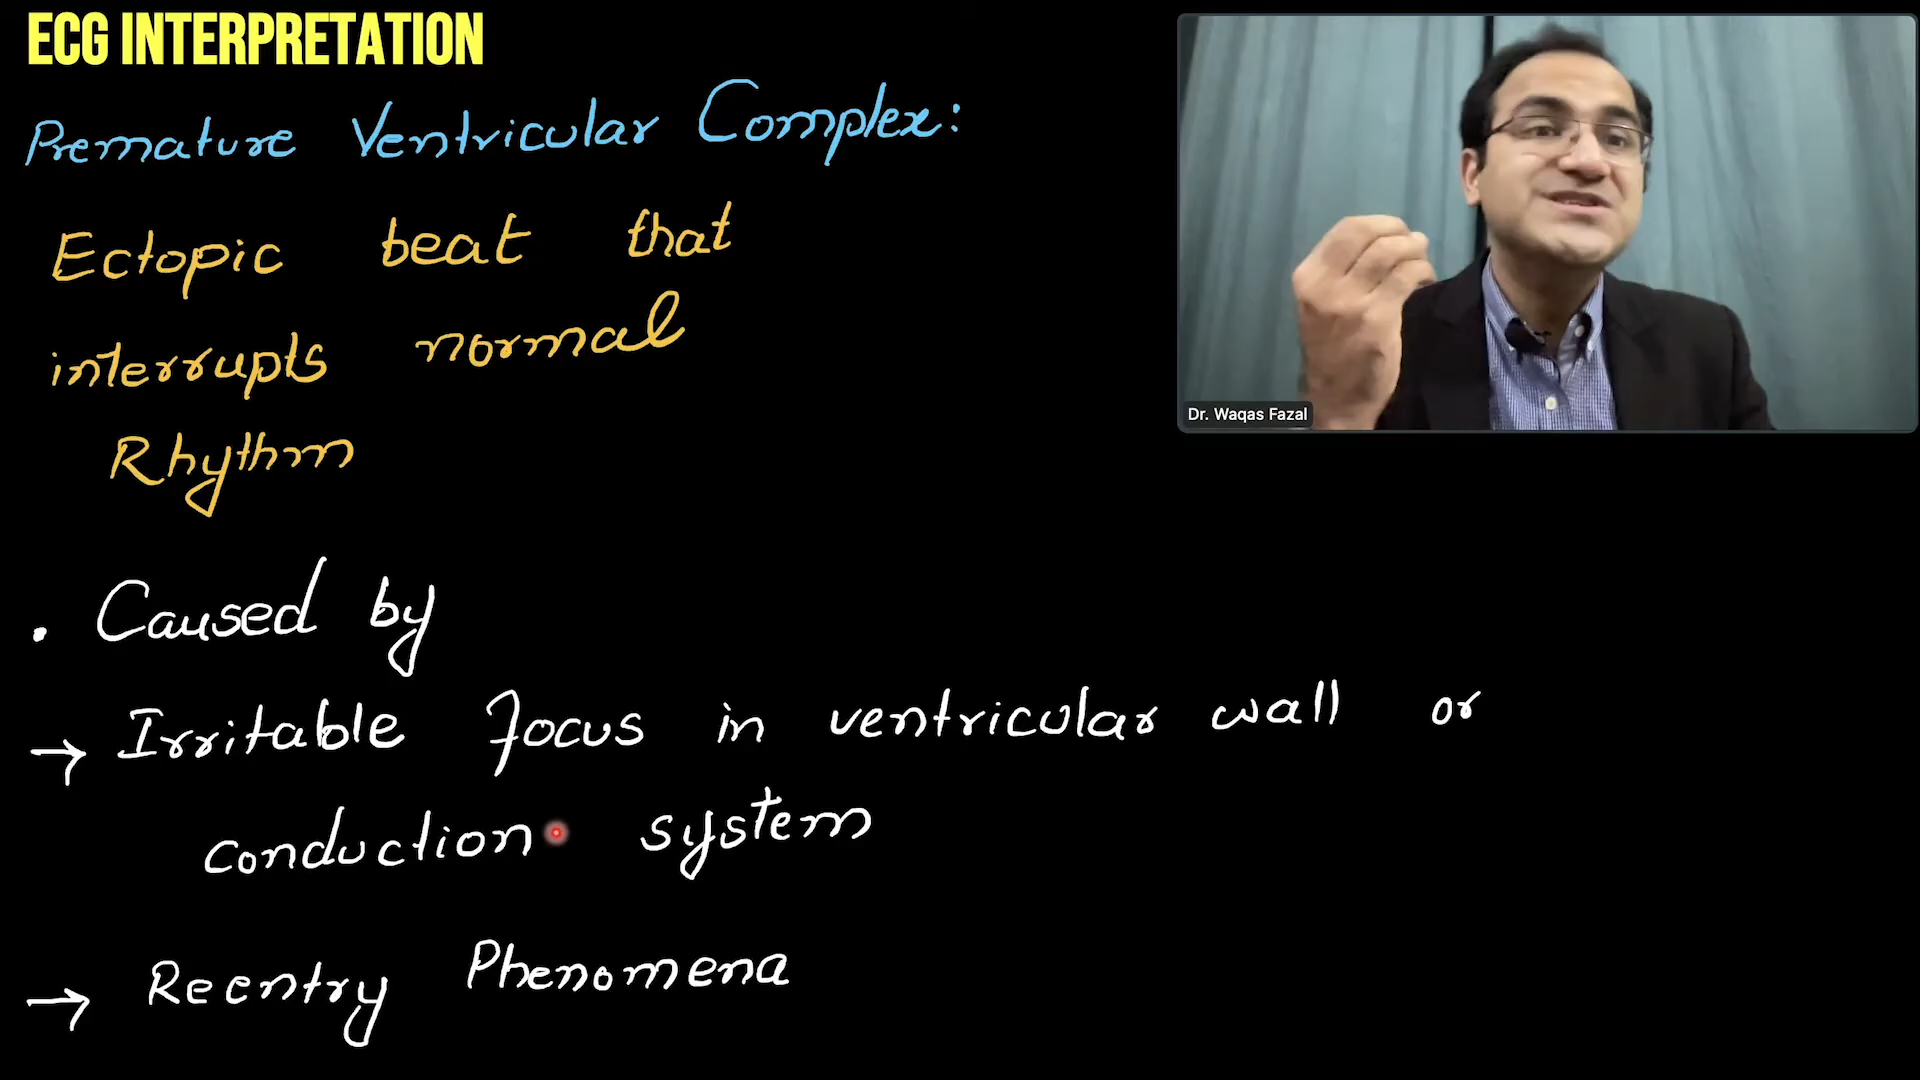 ECG INTERPRETATION
Premature Ventricular Complex:
Ectopic beat that
interrupts normal
Rhythm
Dr. Waqas Fazal
. Caused by
→ Irritable focus in ventricular wall or
conduction system
→ Reentry Phenomena